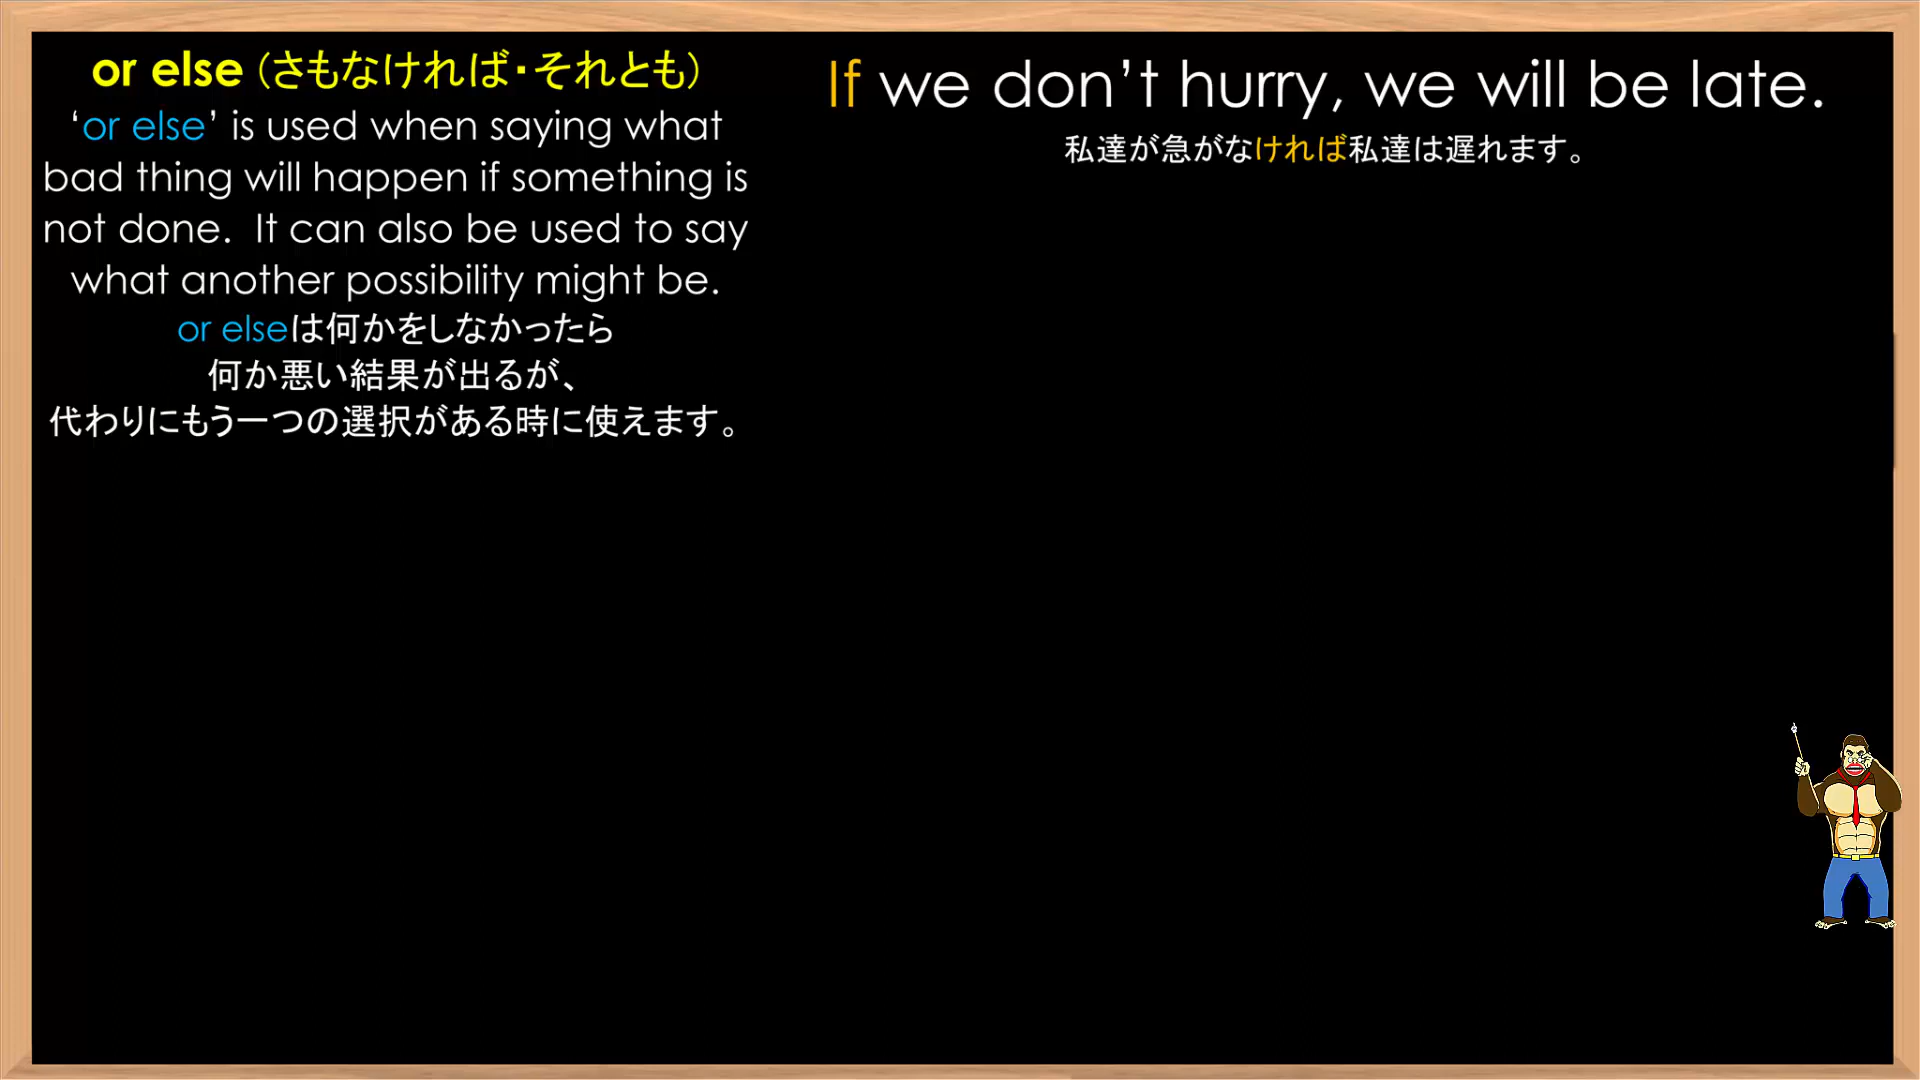 or else (さもなければ・それとも)
‘or else’ is used when saying what
bad thing will happen if something is
not done.  It can also be used to say
what another possibility might be.
or elseは何かをしなかったら
何か悪い結果が出るが、
代わりにもう一つの選択がある時に使えます。
If we don’t hurry, we will be late.
私達が急がなければ私達は遅れます。